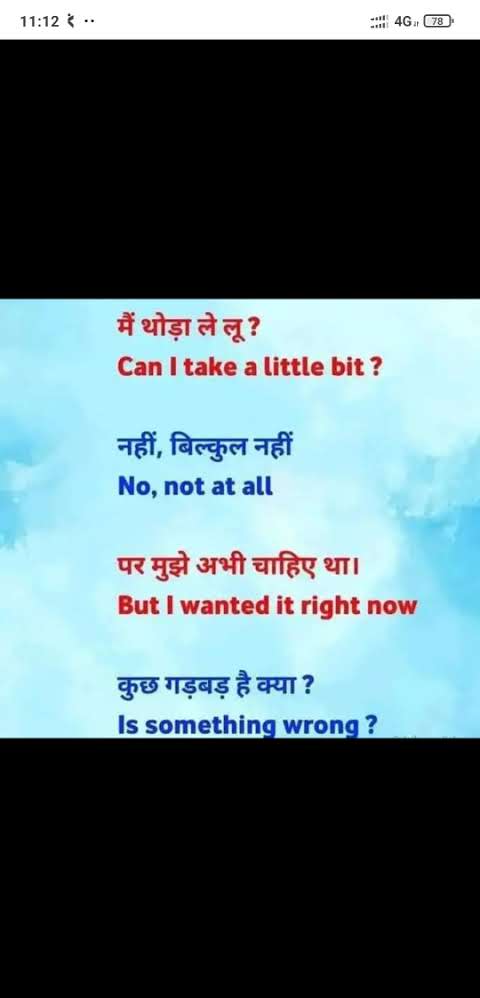 11:12
4G
78
मैं थोड़ा ले लू ?
Can I take a little bit ?
नहीं, बिल्कुल नहीं
No, not at all
पर मुझे अभी चाहिए था।
But I wanted it right now
कुछ गड़बड़ है क्या ?
Is something wrong ?